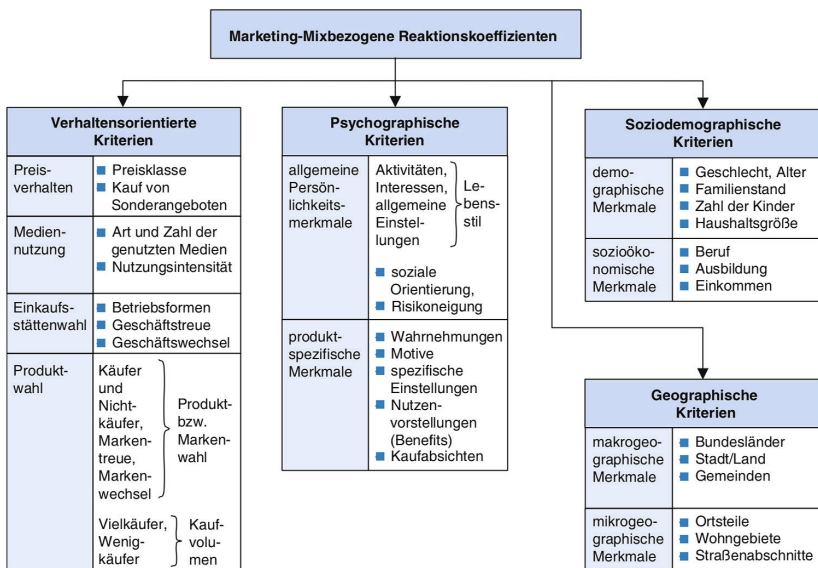 Marketing-Mixbezogene Reaktionskoeffizienten
Verhaltensorientierte
Kriterien
Preis-
verhalten
Preisklasse
Kauf von
Sonderangeboten
Medien-
nutzung
Art und Zahl der
genutzten Medien
Nutzungsintensität
Einkaufs-
stättenwahl
Betriebsformen
Geschäftstreue
Geschäftswechsel
Produkt-
wahl
Käufer
und
Nicht-
käufer,
Marken-
treue,
Marken-
wechsel
Produkt-
bzw.
Marken-
wahl
Vielkäufer,
Wenig-
käufer
Kauf-
volu-
men
Psychographische
Kriterien
allgemeine
Persön-
lichkeits-
merkmale
Aktivitäten,
Interessen,
allgemeine
Einstel-
lungen
Le-
bens-
stil
soziale
Orientierung,
Risikoneigung
produkt-
spezifische
Merkmale
Wahrnehmungen
Motive
spezifische
Einstellungen
Nutzen-
vorstellungen
(Benefits)
Kaufabsichten
Soziodemographische
Kriterien
demo-
graphische
Merkmale
Geschlecht, Alter
Familienstand
Zahl der Kinder
Haushaltsgröße
sozioöko-
nomische
Merkmale
Beruf
Ausbildung
Einkommen
Geographische
Kriterien
makrogeo-
graphische
Merkmale
Bundesländer
Stadt/Land
Gemeinden
mikrogeo-
graphische
Merkmale
Ortsteile
Wohngebiete
Straßenabschnitte